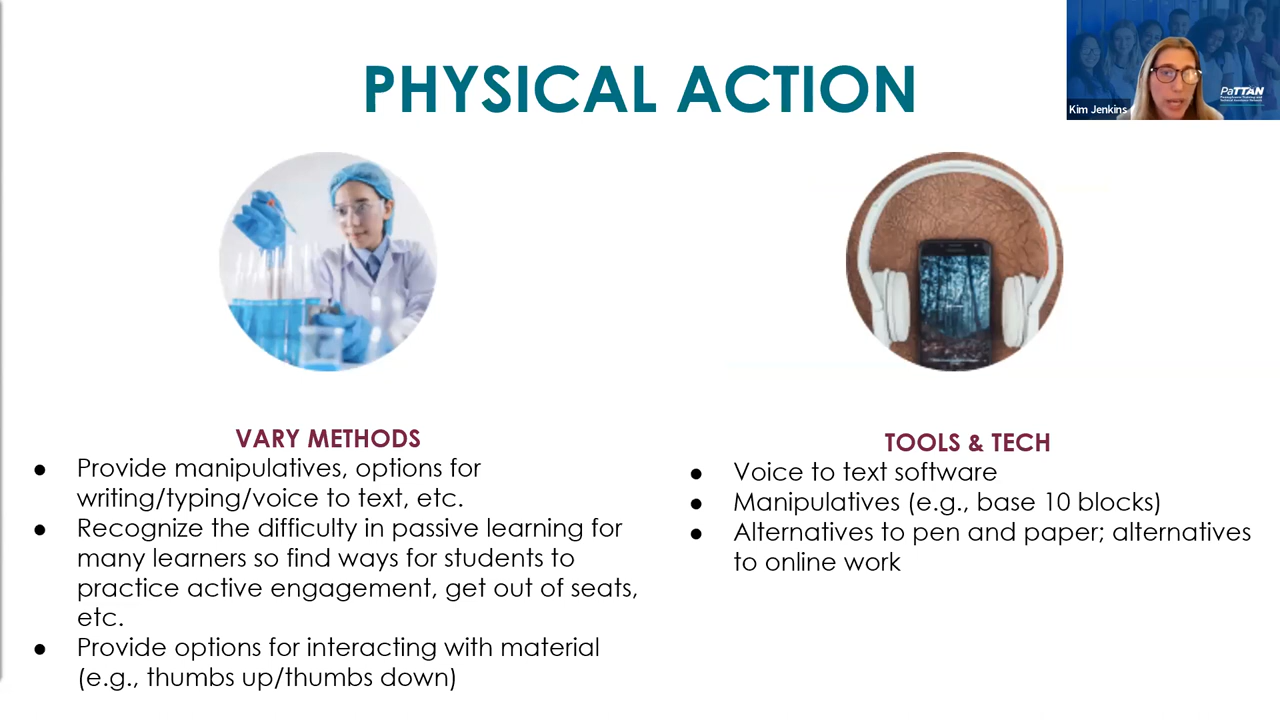 PHYSICAL ACTION
Kim Jenkins
PaTTAN
VARY METHODS
● Provide manipulatives, options for
writing/typing/voice to text, etc.
● Recognize the difficulty in passive learning for
many learners so find ways for students to
practice active engagement, get out of seats,
etc.
● Provide options for interacting with material
(e.g., thumbs up/thumbs down)
TOOLS & TECH
● Voice to text software
● Manipulatives (e.g., base 10 blocks)
● Alternatives to pen and paper; alternatives
to online work